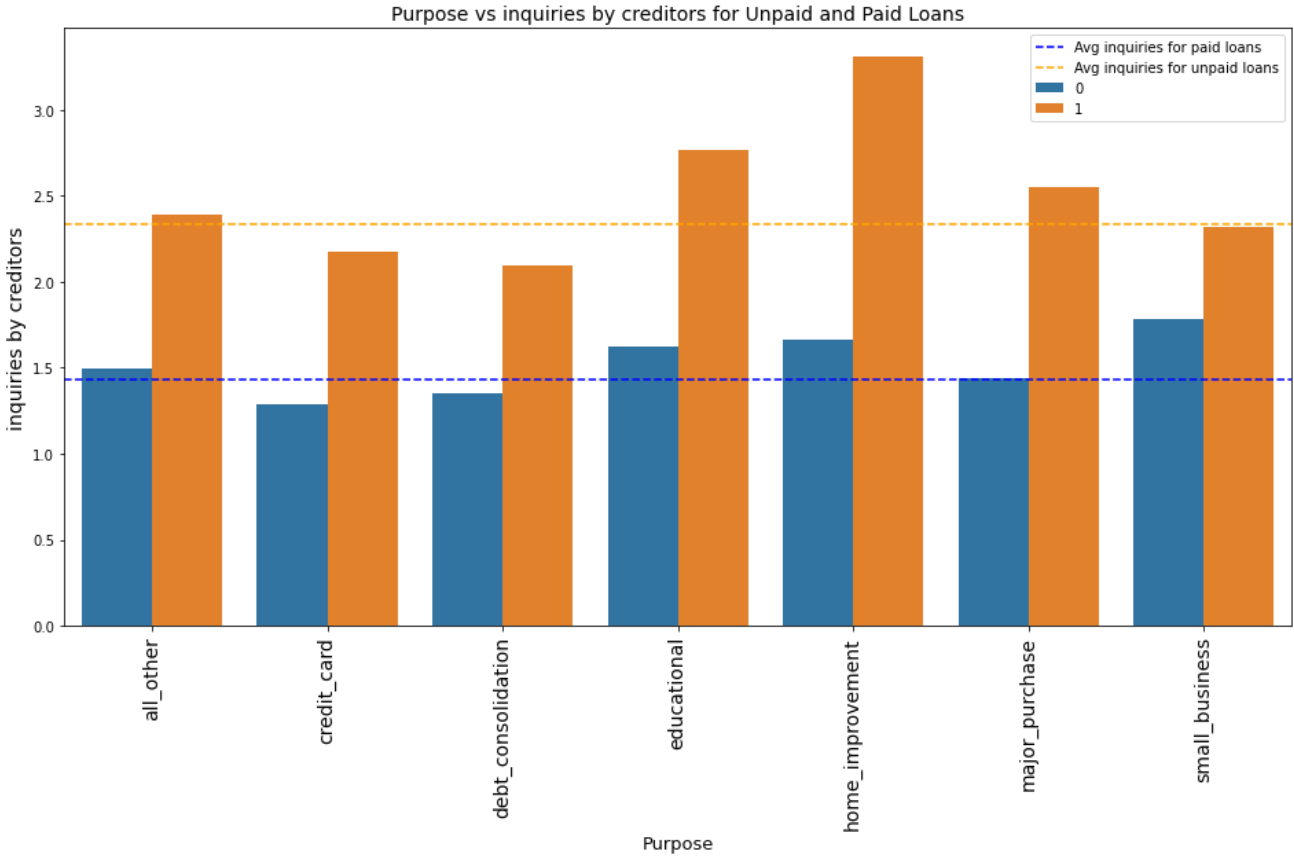 Purpose vs inquiries by creditors for Unpaid and Paid Loans
Avg inquiries for paid loans
Avg inquiries for unpaid loans
0
1
inquiries by creditors
3.0
2.5
2.0
1.5
1.0
0.5
0.0
all_other
credit_card
debt_consolidation
educational
home_improvement
major_purchase
small_business
Purpose